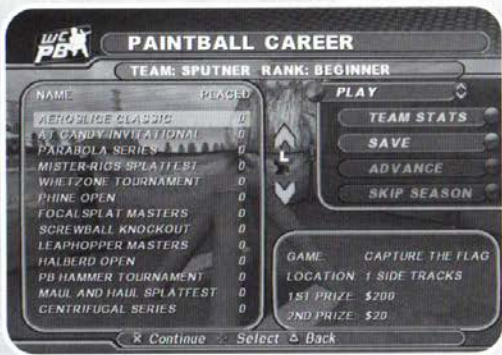 WC
PB
PAINTBALL CAREER
TEAM: SPUTNER RANK: BEGINNER
NAME PLACED
AEROSLICE CLASSIC 0
AT CANDY INVITATIONAL 0
PARABOLA SERIES 0
MISTER-RIGS SPLATFEST 0
WHETZONE TOURNAMENT 0
PHINE OPEN 0
FOCALSPLAT MASTERS 0
SCREWBALL KNOCKOUT 0
LEAPHOPPER MASTERS 0
HALBERD OPEN 0
PB HAMMER TOURNAMENT 0
MAUL AND HAUL SPLATFEST 0
CENTRIFUGAL SERIES 0
L
PLAY
TEAM STATS
SAVE
ADVANCE
SKIP SEASON
GAME: CAPTURE THE FLAG
LOCATION: 1 SIDE TRACKS
1ST PRIZE: $200
2ND PRIZE: $20
Continue Select Back